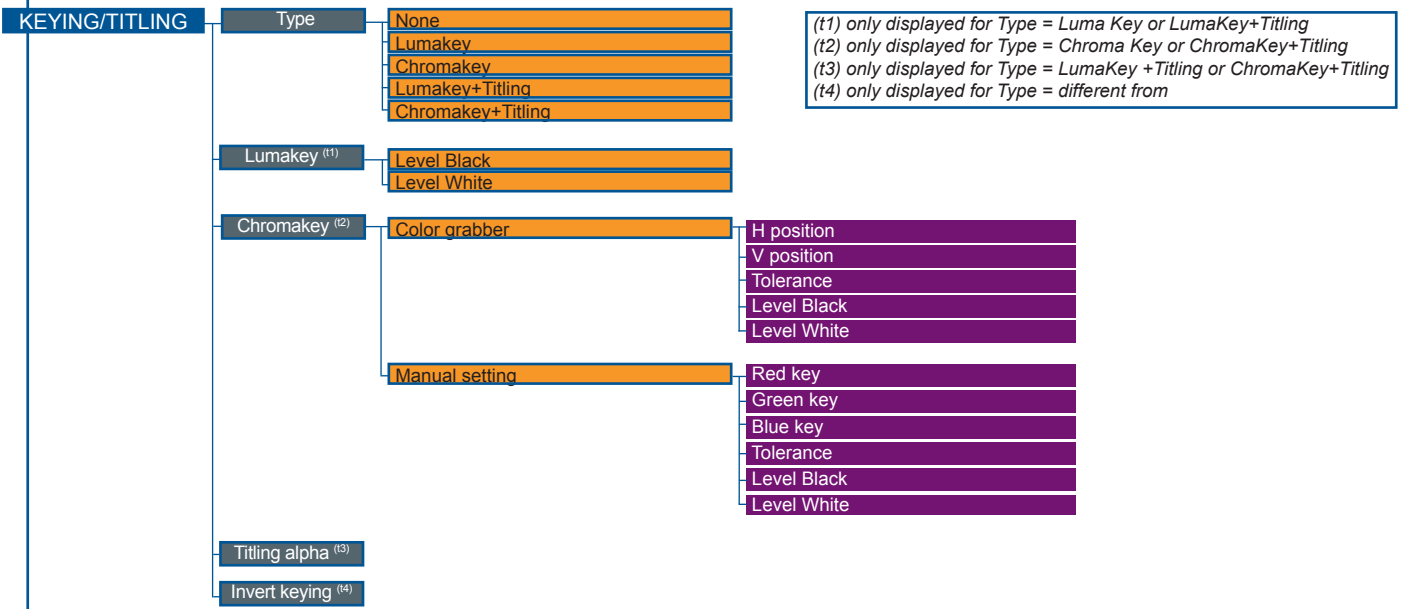 KEYING/TITLING
Type
None
Lumakey
Chromakey
Lumakey+Titling
Chromakey+Titling
(t1) only displayed for Type = Luma Key or LumaKey+Titling
(t2) only displayed for Type = Chroma Key or ChromaKey+Titling
(t3) only displayed for Type = LumaKey +Titling or ChromaKey+Titling
(t4) only displayed for Type = different from
Lumakey (t1)
Level Black
Level White
Chromakey (t2)
Color grabber
H position
V position
Tolerance
Level Black
Level White
Manual setting
Red key
Green key
Blue key
Tolerance
Level Black
Level White
Titling alpha (t3)
Invert keying (t4)